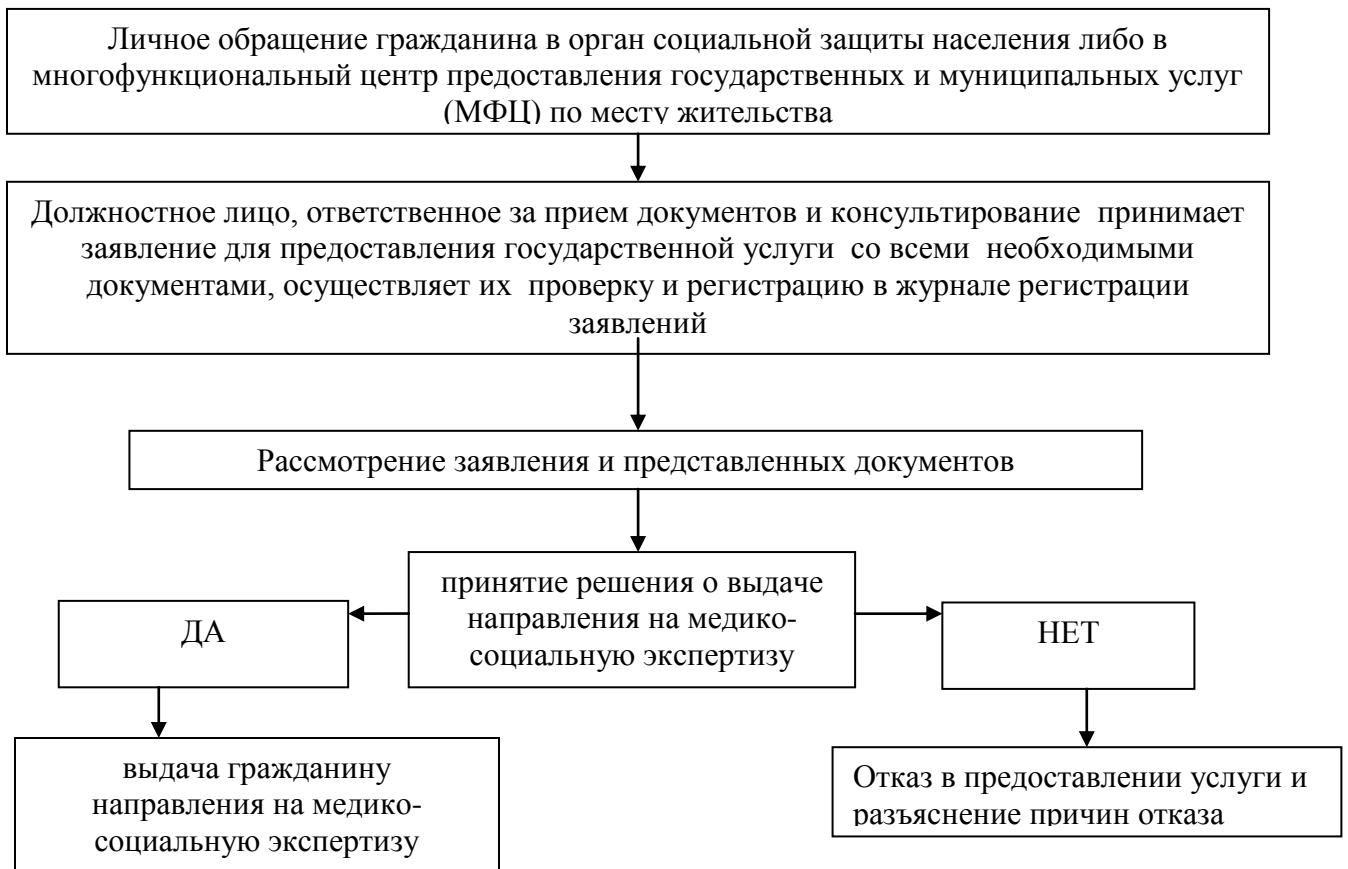 Личное обращение гражданина в орган социальной защиты населения либо в
многофункциональный центр предоставления государственных и муниципальных услуг
(МФЦ) по месту жительства
Должностное лицо, ответственное за прием документов и консультирование принимает
заявление для предоставления государственной услуги со всеми необходимыми
документами, осуществляет их проверку и регистрацию в журнале регистрации
заявлений
Рассмотрение заявления и представленных документов
принятие решения о выдаче
направления на медико-
социальную экспертизу
ДА
НЕТ
выдача гражданину
направления на медико-
социальную экспертизу
Отказ в предоставлении услуги и
разъяснение причин отказа